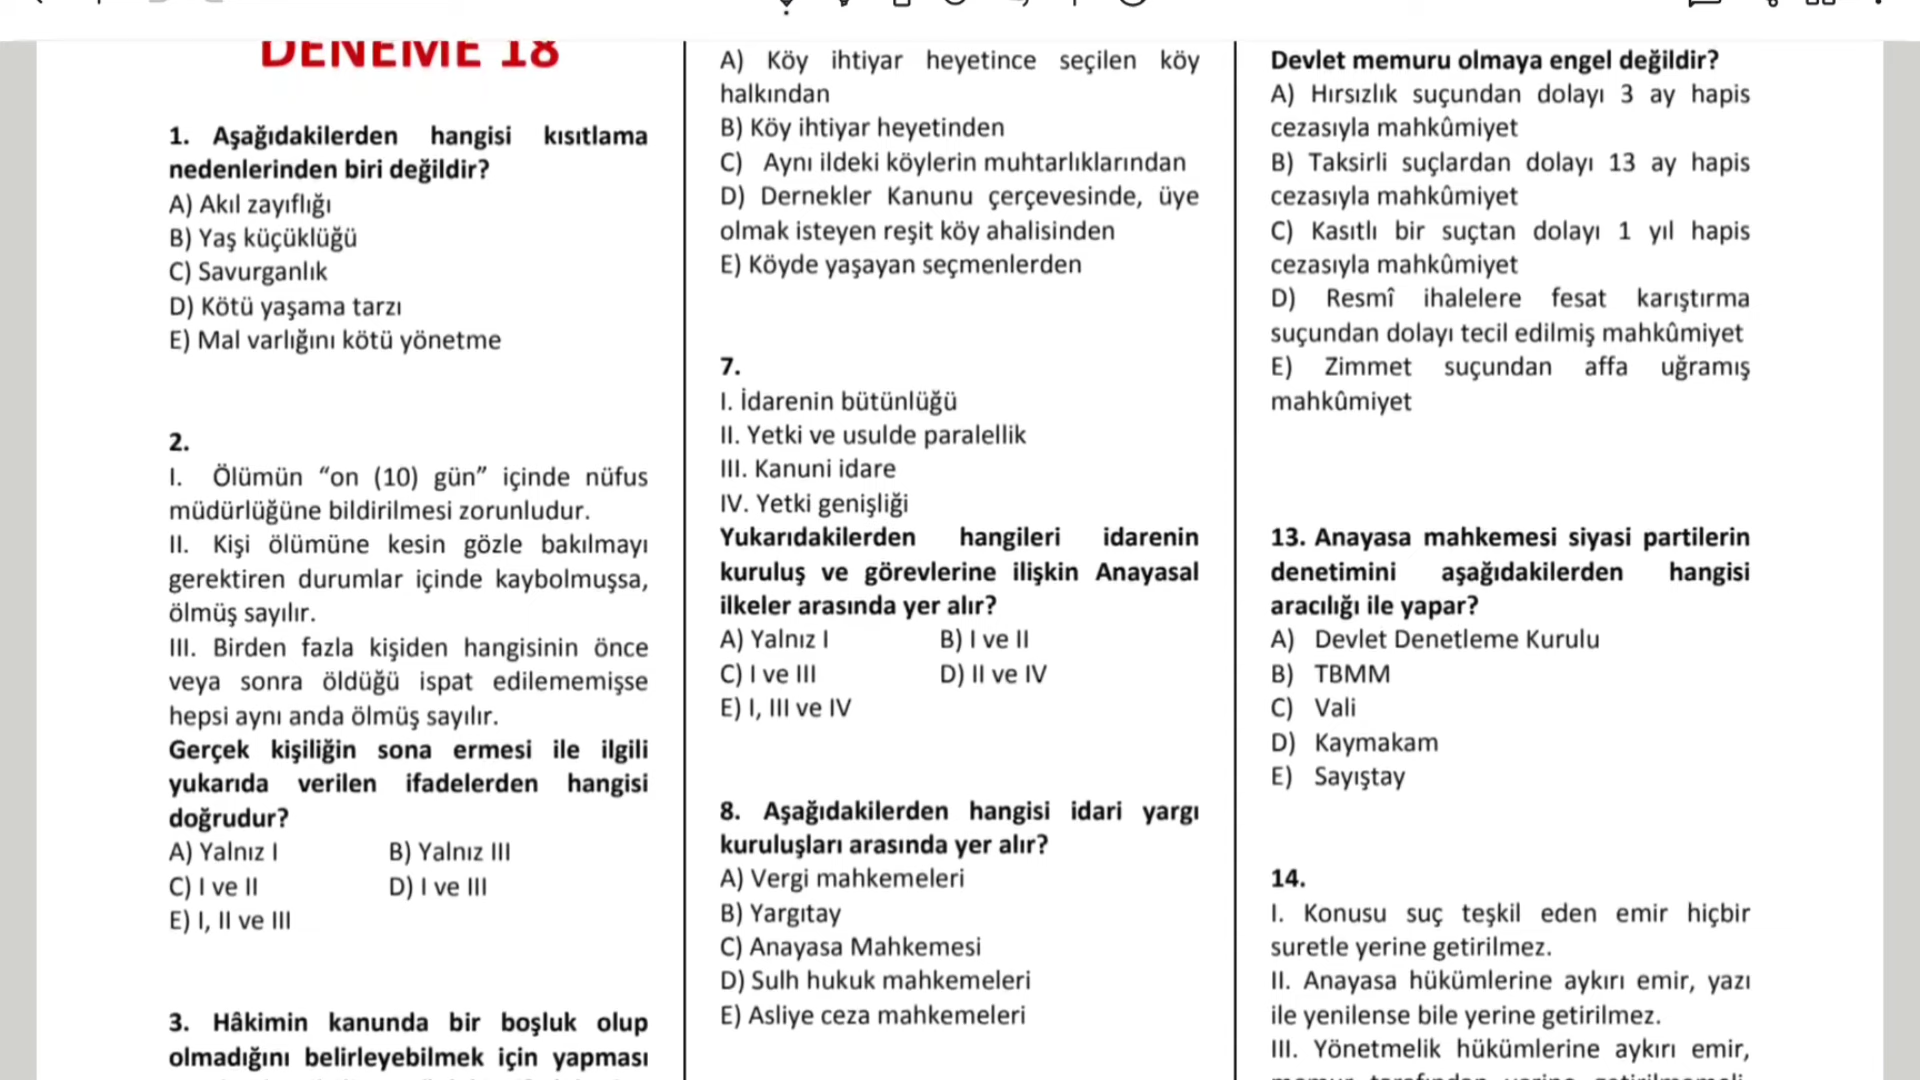 DENEME 18
1. Aşağıdakilerden hangisi kısıtlama
nedenlerinden biri değildir?
A) Akıl zayıflığı
B) Yaş küçüklüğü
C) Savurganlık
D) Kötü yaşama tarzı
E) Mal varlığını kötü yönetme
2.
I. Ölümün “on (10) gün” içinde nüfus
müdürlüğüne bildirilmesi zorunludur.
II. Kişi ölümüne kesin gözle bakılmayı
gerektiren durumlar içinde kaybolmuşsa,
ölmüş sayılır.
III. Birden fazla kişiden hangisinin önce
veya sonra öldüğü ispat edilememişse
hepsi aynı anda ölmüş sayılır.
Gerçek kişiliğin sona ermesi ile ilgili
yukarıda verilen ifadelerden hangisi
doğrudur?
A) Yalnız I B) Yalnız III
C) I ve II D) I ve III
E) I, II ve III
3. Hâkimin kanunda bir boşluk olup
olmadığını belirleyebilmek için yapması
A) Köy ihtiyar heyetince seçilen köy
halkından
B) Köy ihtiyar heyetinden
C) Aynı ildeki köylerin muhtarlıklarından
D) Dernekler Kanunu çerçevesinde, üye
olmak isteyen reşit köy ahalisinden
E) Köyde yaşayan seçmenlerden
7.
I. İdarenin bütünlüğü
II. Yetki ve usulde paralellik
III. Kanuni idare
IV. Yetki genişliği
Yukarıdakilerden hangileri idarenin
kuruluş ve görevlerine ilişkin Anayasal
ilkeler arasında yer alır?
A) Yalnız I B) I ve II
C) I ve III D) II ve IV
E) I, III ve IV
8. Aşağıdakilerden hangisi idari yargı
kuruluşları arasında yer alır?
A) Vergi mahkemeleri
B) Yargıtay
C) Anayasa Mahkemesi
D) Sulh hukuk mahkemeleri
E) Asliye ceza mahkemeleri
Devlet memuru olmaya engel değildir?
A) Hırsızlık suçundan dolayı 3 ay hapis
cezasıyla mahkûmiyet
B) Taksirli suçlardan dolayı 13 ay hapis
cezasıyla mahkûmiyet
C) Kasıtlı bir suçtan dolayı 1 yıl hapis
cezasıyla mahkûmiyet
D) Resmî ihalelere fesat karıştırma
suçundan dolayı tecil edilmiş mahkûmiyet
E) Zimmet suçundan affa uğramış
mahkûmiyet
13. Anayasa mahkemesi siyasi partilerin
denetimini aşağıdakilerden hangisi
aracılığı ile yapar?
A) Devlet Denetleme Kurulu
B) TBMM
C) Vali
D) Kaymakam
E) Sayıştay
14.
I. Konusu suç teşkil eden emir hiçbir
suretle yerine getirilmez.
II. Anayasa hükümlerine aykırı emir, yazı
ile yenilense bile yerine getirilmez.
III. Yönetmelik hükümlerine aykırı emir,